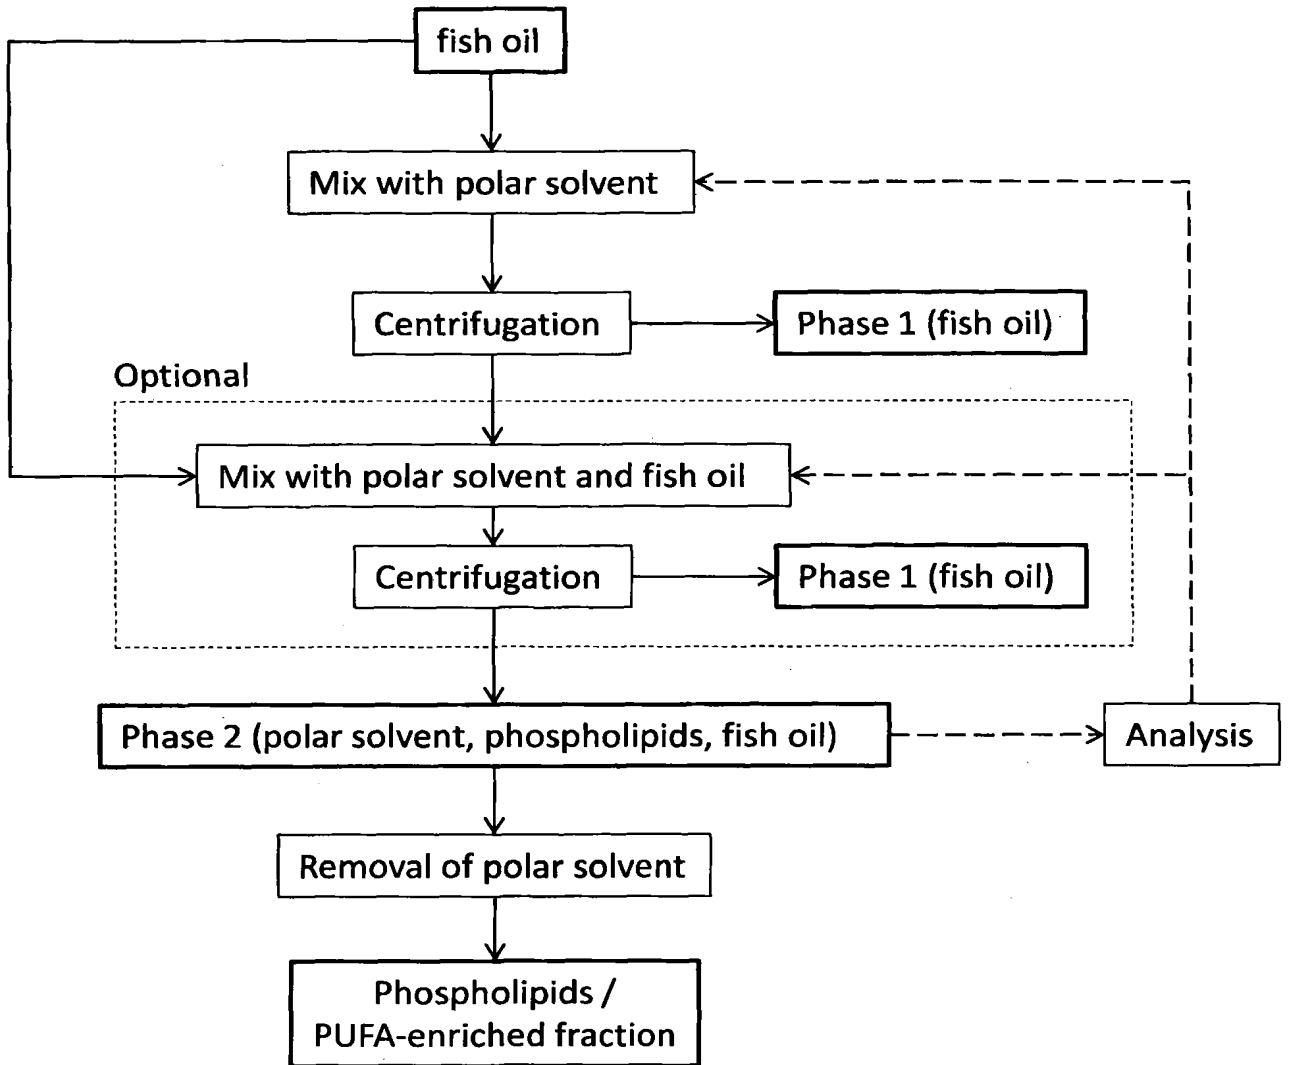 fish oil
Mix with polar solvent
Centrifugation
Phase 1 (fish oil)
Optional
Mix with polar solvent and fish oil
Centrifugation
Phase 1 (fish oil)
Phase 2 (polar solvent, phospholipids, fish oil)
Analysis
Removal of polar solvent
Phospholipids /
PUFA-enriched fraction